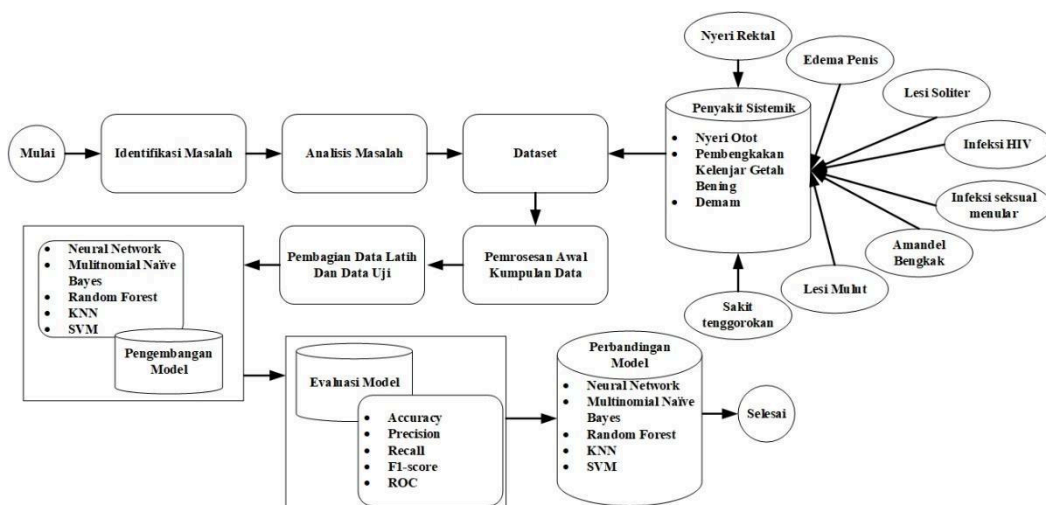 Mulai
Identifikasi Masalah
Analisis Masalah
Dataset
Nyeri Rektal
Penyakit Sistemik
• Nyeri Otot
• Pembengkakan
Kelenjar Getah
Bening
• Demam
Edema Penis
Lesi Soliter
Infeksi HIV
Infeksi seksual
menular
Amandel
Bengkak
Lesi Mulut
Sakit
tenggorokan
Pemrosesan Awal
Kumpulan Data
Pembagian Data Latih
Dan Data Uji
• Neural Network
• Mulitnomial Naïve
Bayes
• Random Forest
• KNN
• SVM
Pengembangan
Model
Evaluasi Model
• Accuracy
• Precision
• Recall
• F1-score
• ROC
Perbandingan
Model
• Neural Network
• Multinomial Naïve
Bayes
• Random Forest
• KNN
• SVM
Selesai